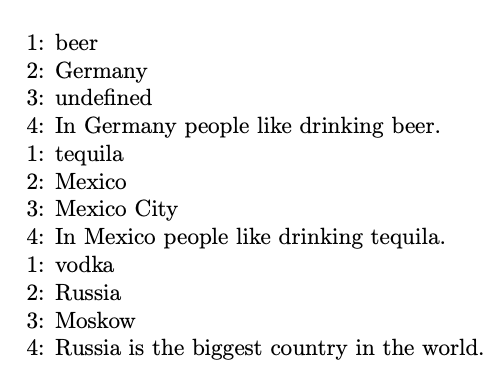 1: beer
2: Germany
3: undefined
4: In Germany people like drinking beer.
1: tequila
2: Mexico
3: Mexico City
4: In Mexico people like drinking tequila.
1: vodka
2: Russia
3: Moskow
4: Russia is the biggest country in the world.